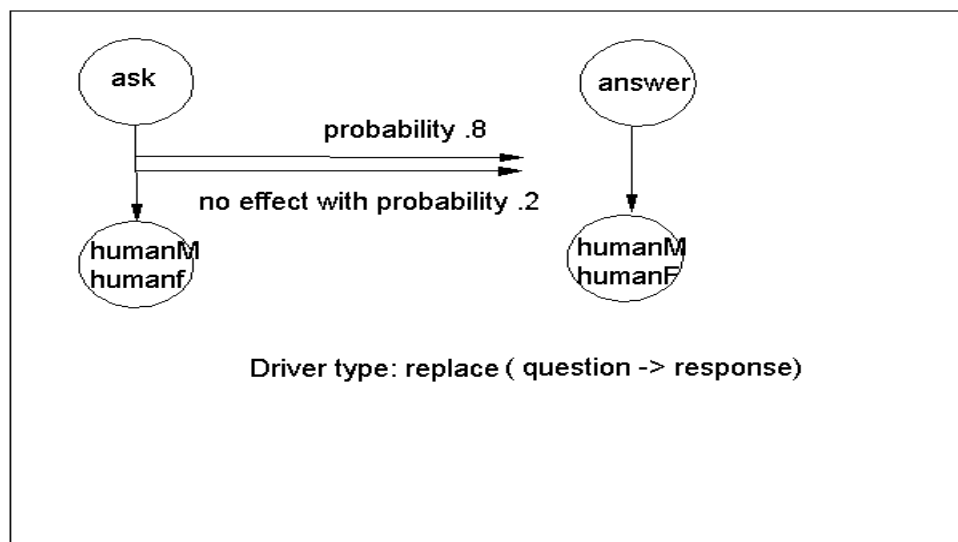 ask
answer
probability .8
no effect with probability .2
humanM
humanf
humanM
humanF
Driver type: replace ( question -> response)